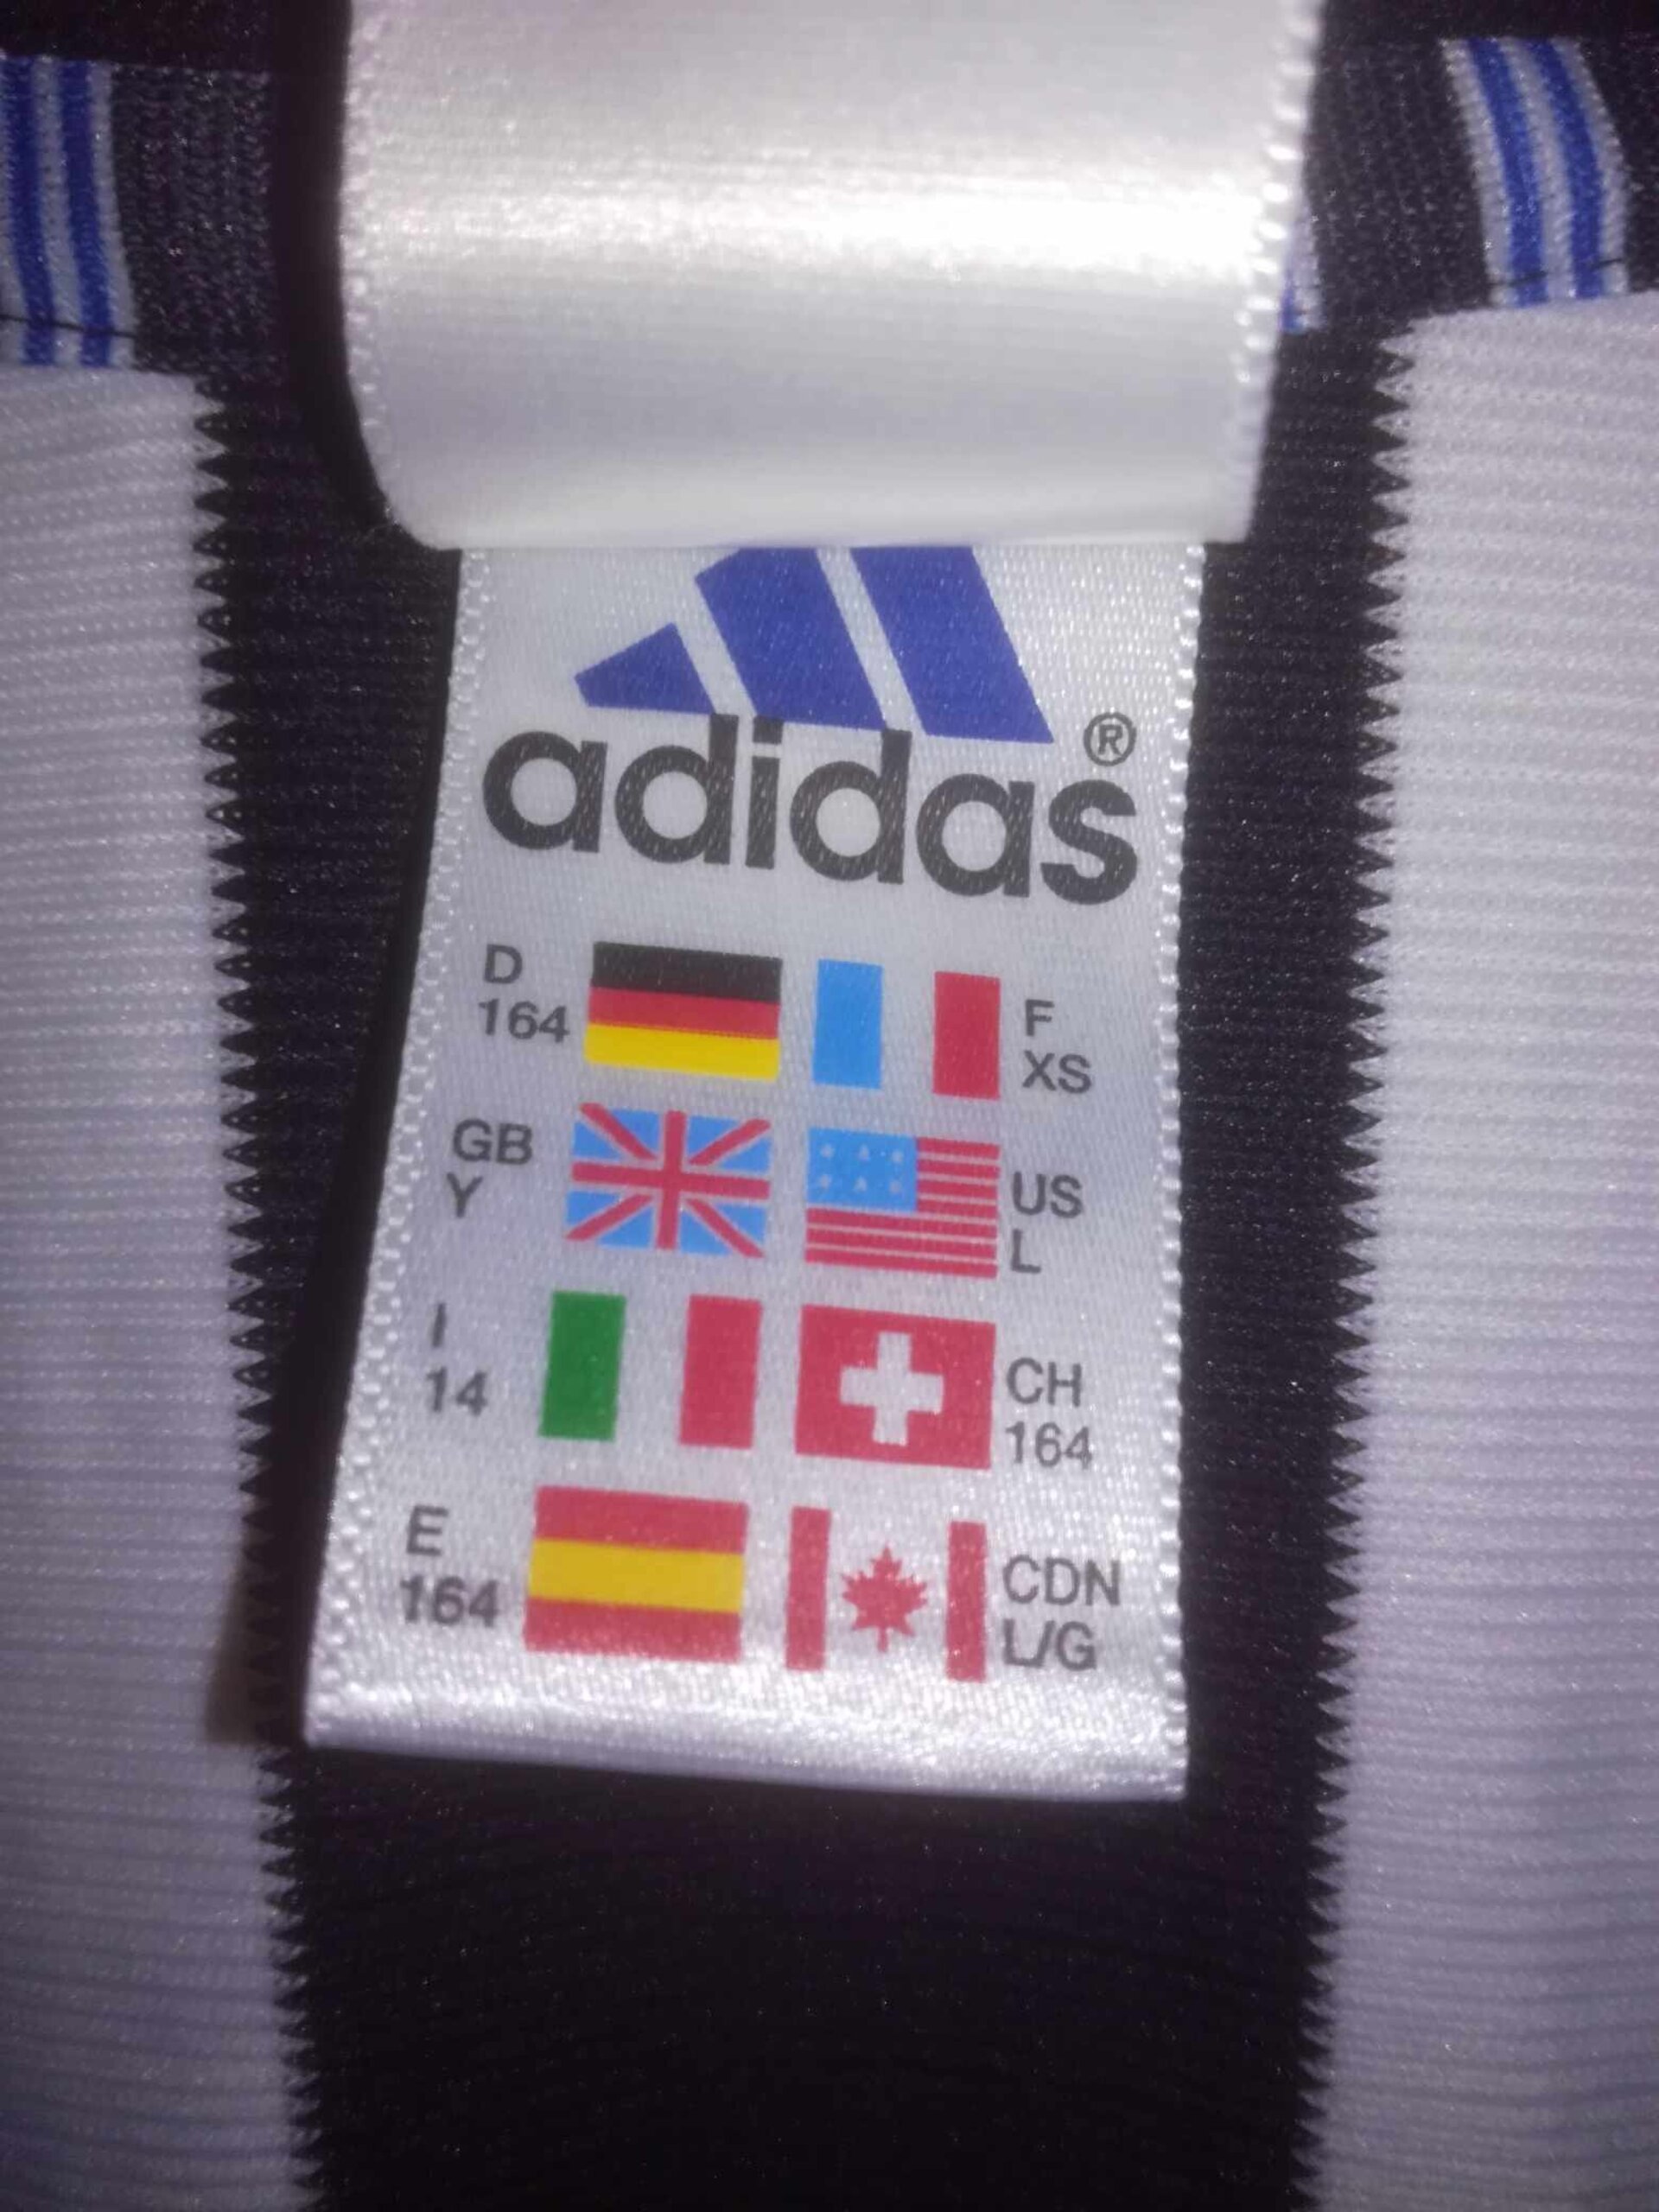 adidas®
D
164
F
XS
GB
Y
US
L
I
14
CH
164
E
164
CDN
L/G